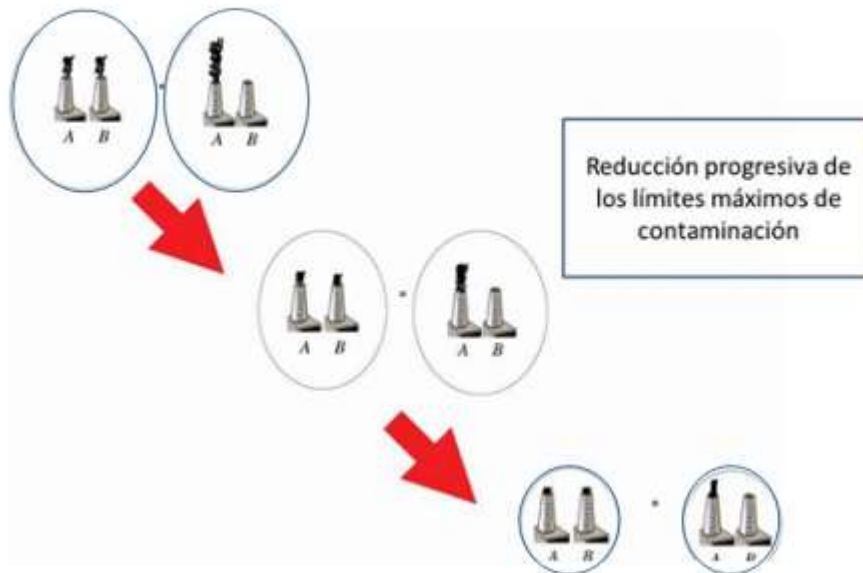 A B
A B
Reducción progresiva de
los límites máximos de
contaminación
A B
A B
A B
A B